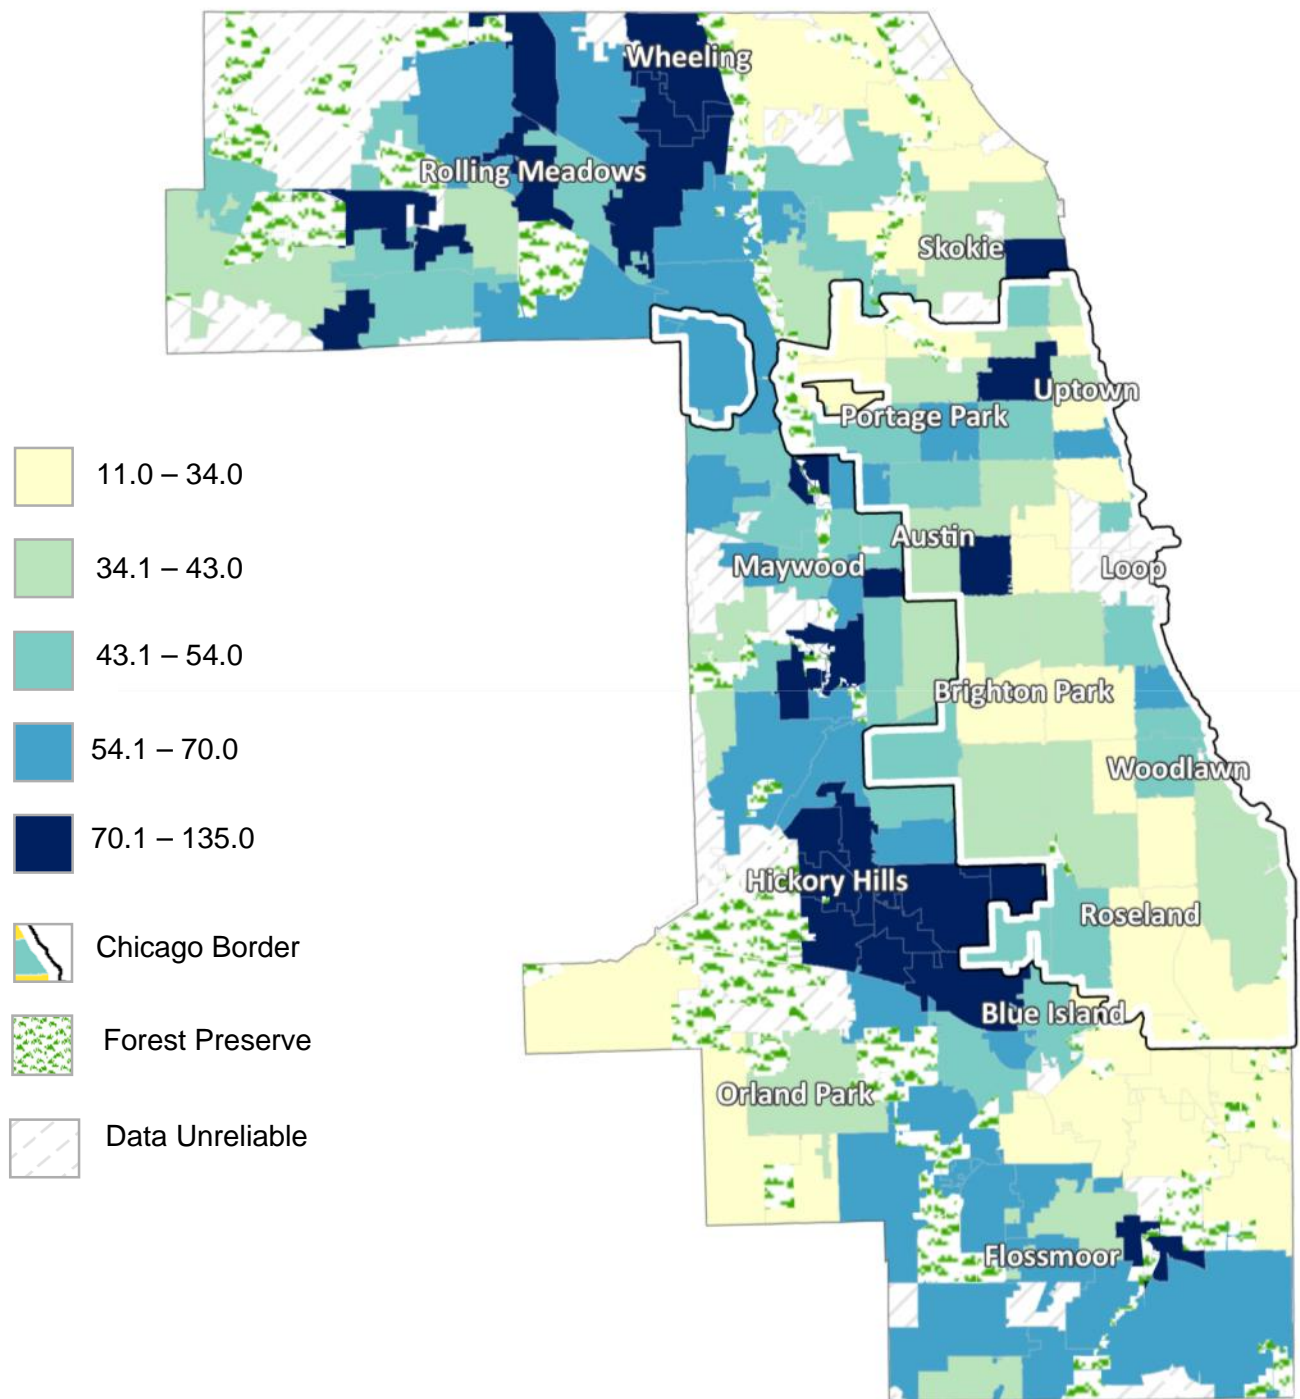 Wheeling
Rolling Meadows
Skokie
Uptown
Portage Park
11.0 – 34.0
34.1 – 43.0
43.1 – 54.0
54.1 – 70.0
70.1 – 135.0
Chicago Border
Forest Preserve
Data Unreliable
Austin
Maywood
Loop
Brighton Park
Woodlawn
Hickory Hills
Roseland
Blue Island
Orland Park
Flossmoor